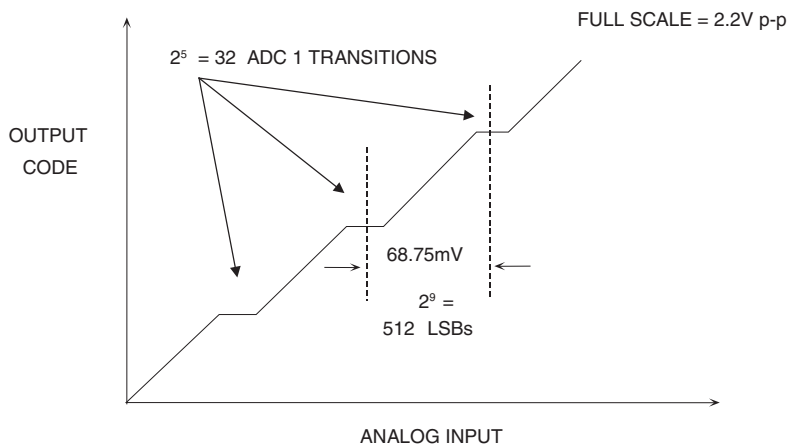 FULL SCALE = 2.2V p-p
2⁵ = 32 ADC 1 TRANSITIONS
OUTPUT
CODE
68.75mV
2⁹ =
512 LSBs
ANALOG INPUT